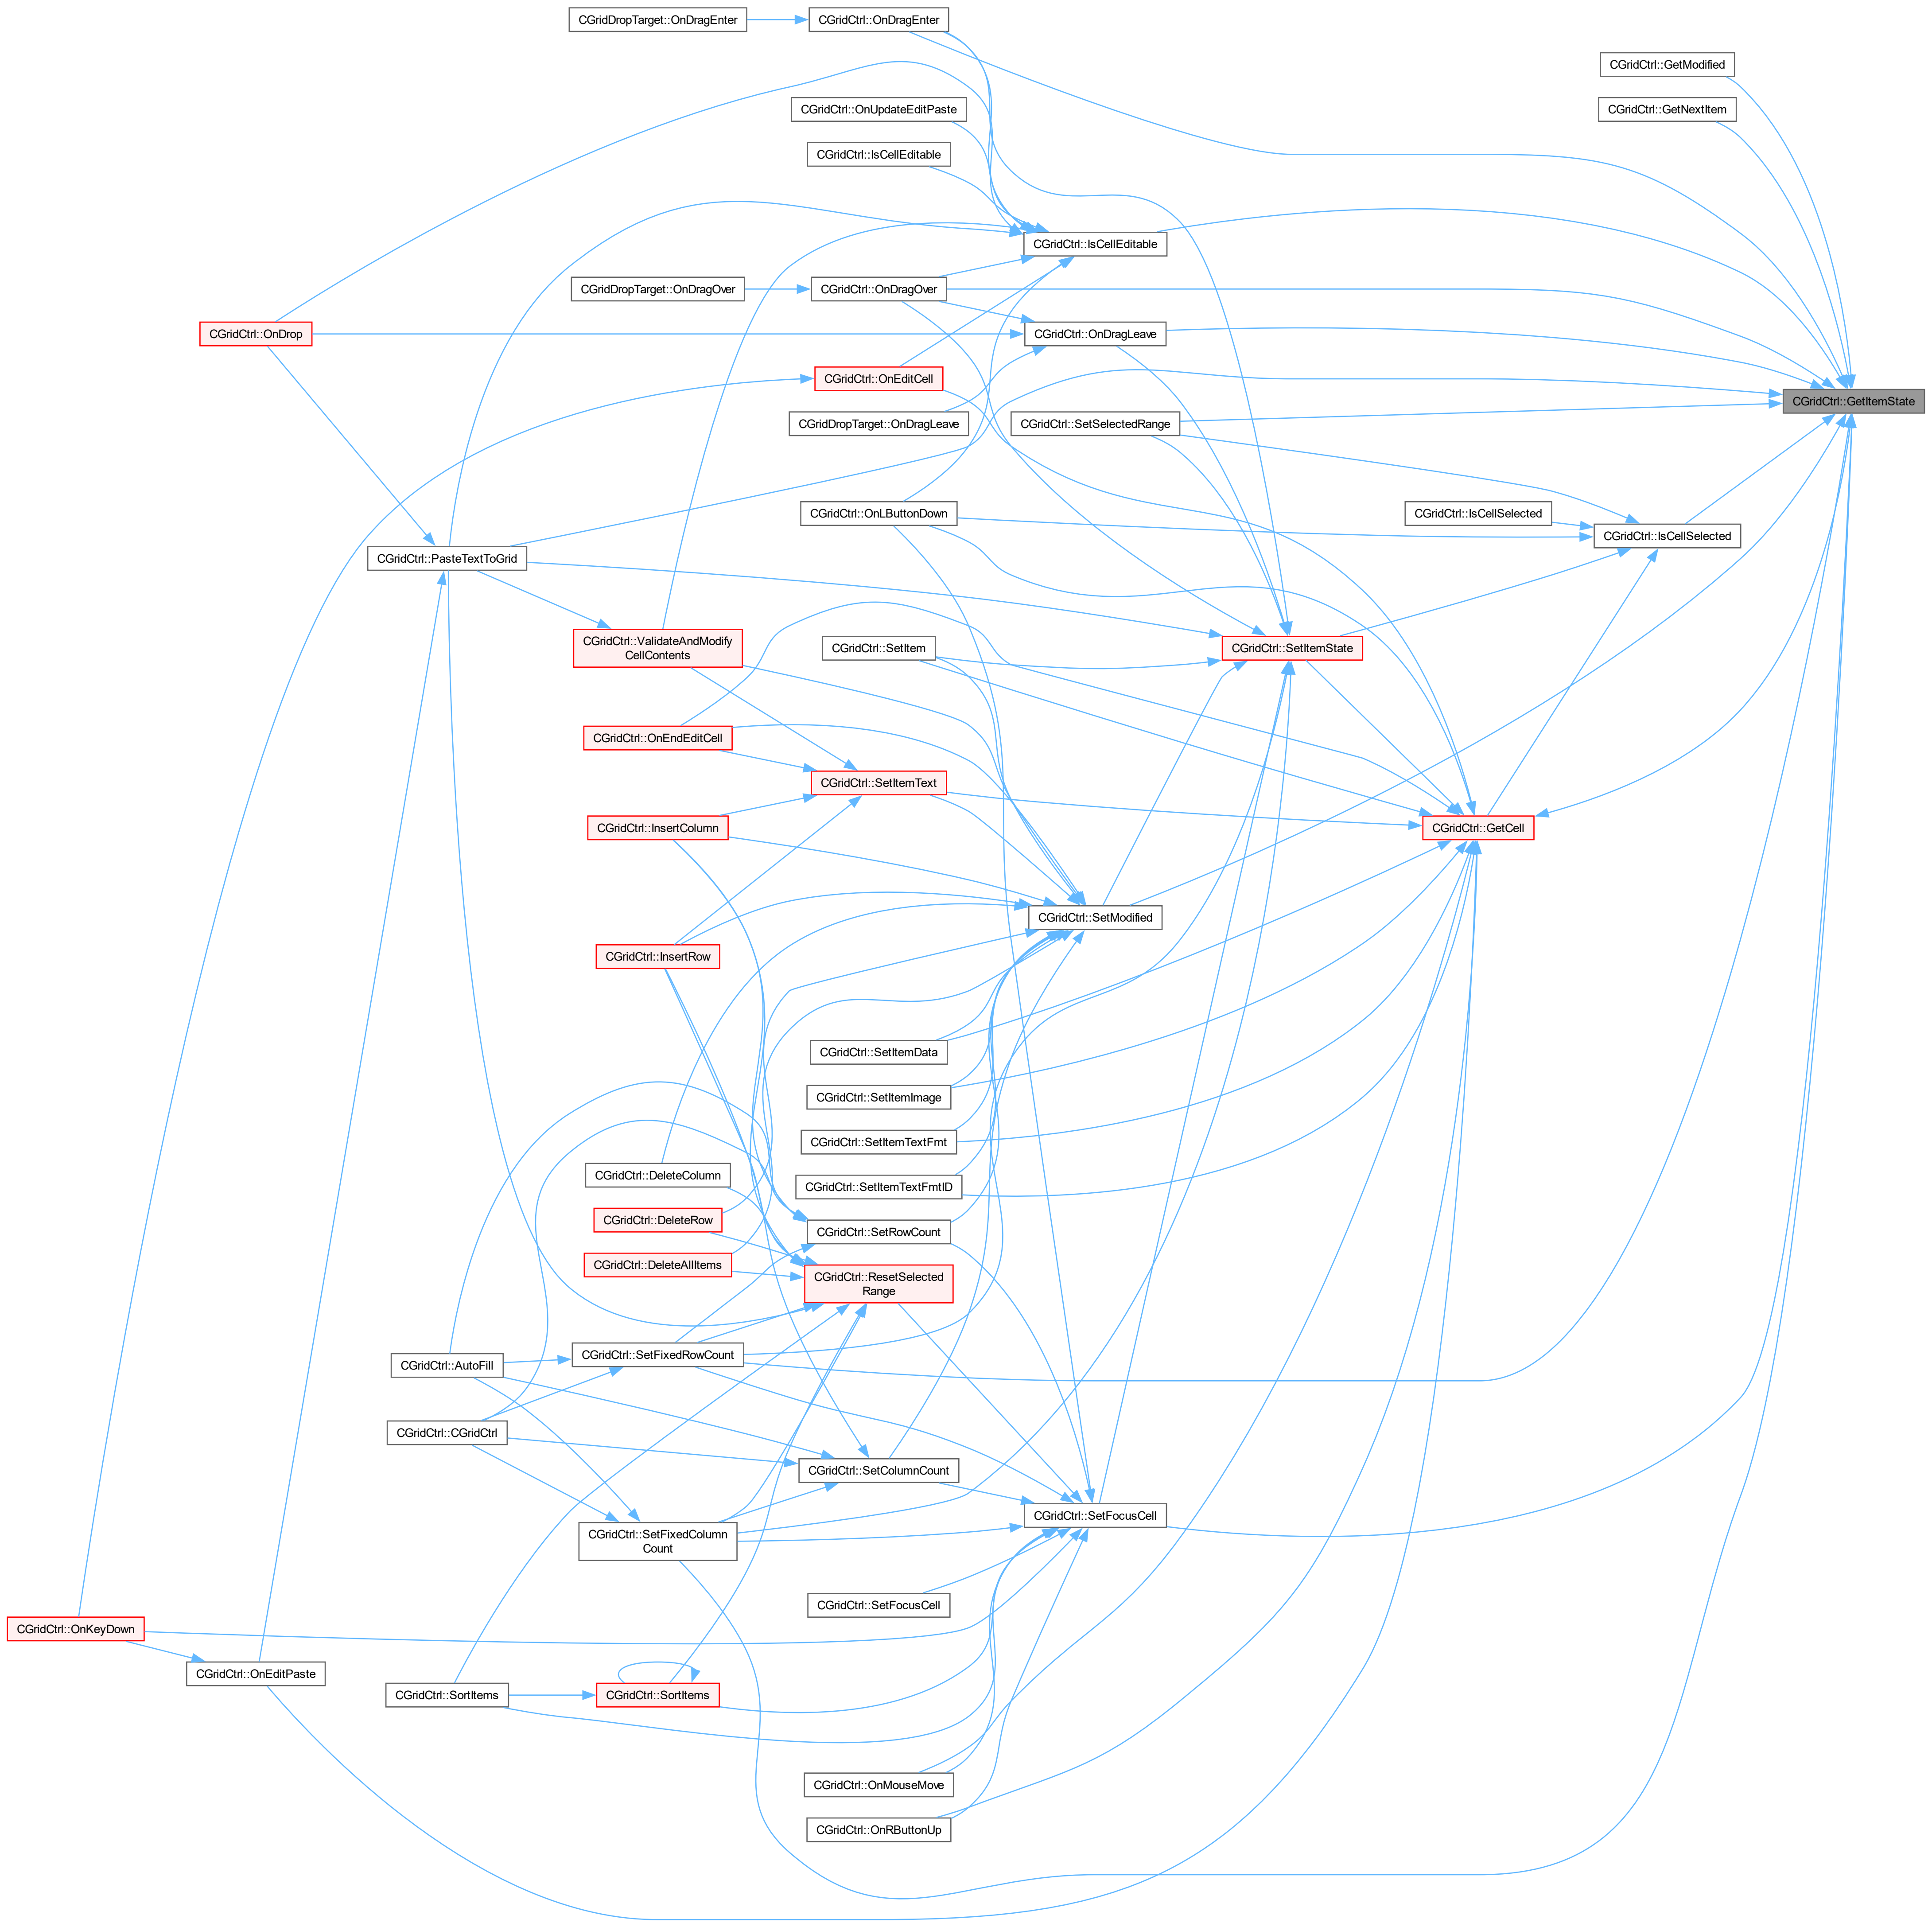 CGridDropTarget::OnDragEnter
CGridCtrl::OnDragEnter
CGridCtrl::GetModified
CGridCtrl::OnUpdateEditPaste
CGridCtrl::GetNextItem
CGridCtrl::IsCellEditable
CGridCtrl::IsCellEditable
CGridDropTarget::OnDragOver
CGridCtrl::OnDragOver
CGridCtrl::OnDrop
CGridCtrl::OnDragLeave
CGridCtrl::OnEditCell
CGridCtrl::GetItemState
CGridDropTarget::OnDragLeave
CGridCtrl::SetSelectedRange
CGridCtrl::OnLButtonDown
CGridCtrl::IsCellSelected
CGridCtrl::IsCellSelected
CGridCtrl::PasteTextToGrid
CGridCtrl::ValidateAndModify
CellContents
CGridCtrl::SetItem
CGridCtrl::SetItemState
CGridCtrl::OnEndEditCell
CGridCtrl::SetItemText
CGridCtrl::InsertColumn
CGridCtrl::GetCell
CGridCtrl::SetModified
CGridCtrl::InsertRow
CGridCtrl::SetItemData
CGridCtrl::SetItemImage
CGridCtrl::SetItemTextFmt
CGridCtrl::DeleteColumn
CGridCtrl::SetItemTextFmtID
CGridCtrl::DeleteRow
CGridCtrl::SetRowCount
CGridCtrl::DeleteAllItems
CGridCtrl::ResetSelected
Range
CGridCtrl::AutoFill
CGridCtrl::SetFixedRowCount
CGridCtrl::CGridCtrl
CGridCtrl::SetColumnCount
CGridCtrl::SetFixedColumn
Count
CGridCtrl::SetFocusCell
CGridCtrl::SetFocusCell
CGridCtrl::OnKeyDown
CGridCtrl::OnEditPaste
CGridCtrl::SortItems
CGridCtrl::SortItems
CGridCtrl::OnMouseMove
CGridCtrl::OnRButtonUp